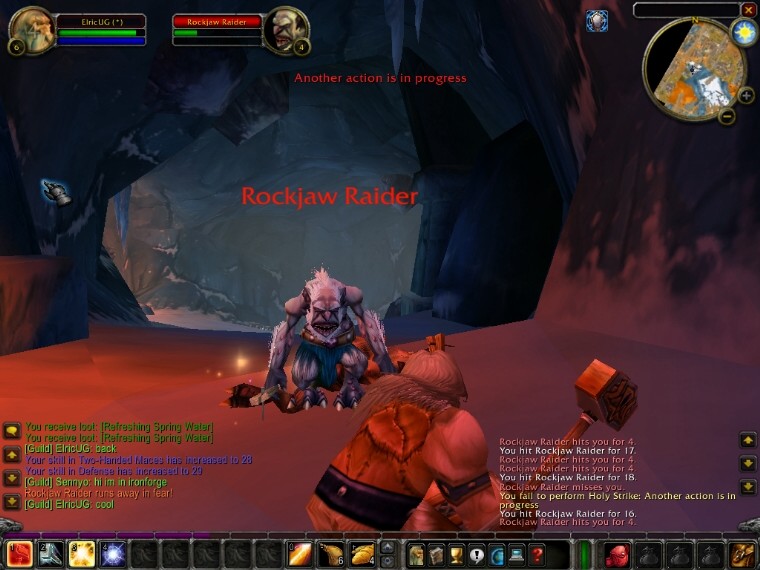 ElricUG (*)
6
Rockjaw Raider
4
N
Another action is in progress
Rockjaw Raider
You receive loot: [Refreshing Spring Water]
You receive loot: [Refreshing Spring Water]
[Guild] ElricUG: back
Your skill in Two-Handed Maces has increased to 28
Your skill in Defense has increased to 29
[Guild] Sennyo: hi im in ironforge
Rockjaw Raider runs away in fear!
[Guild] ElricUG: cool
Rockjaw Raider hits you for 4.
You hit Rockjaw Raider for 17.
Rockjaw Raider hits you for 4.
Rockjaw Raider hits you for 4
You hit Rockjaw Raider for 18.
Rockjaw Raider misses you.
You fail to perform Holy Strike: Another action is in
progress
You hit Rockjaw Raider for 16.
Rockjaw Raider hits you for 4.
6
4